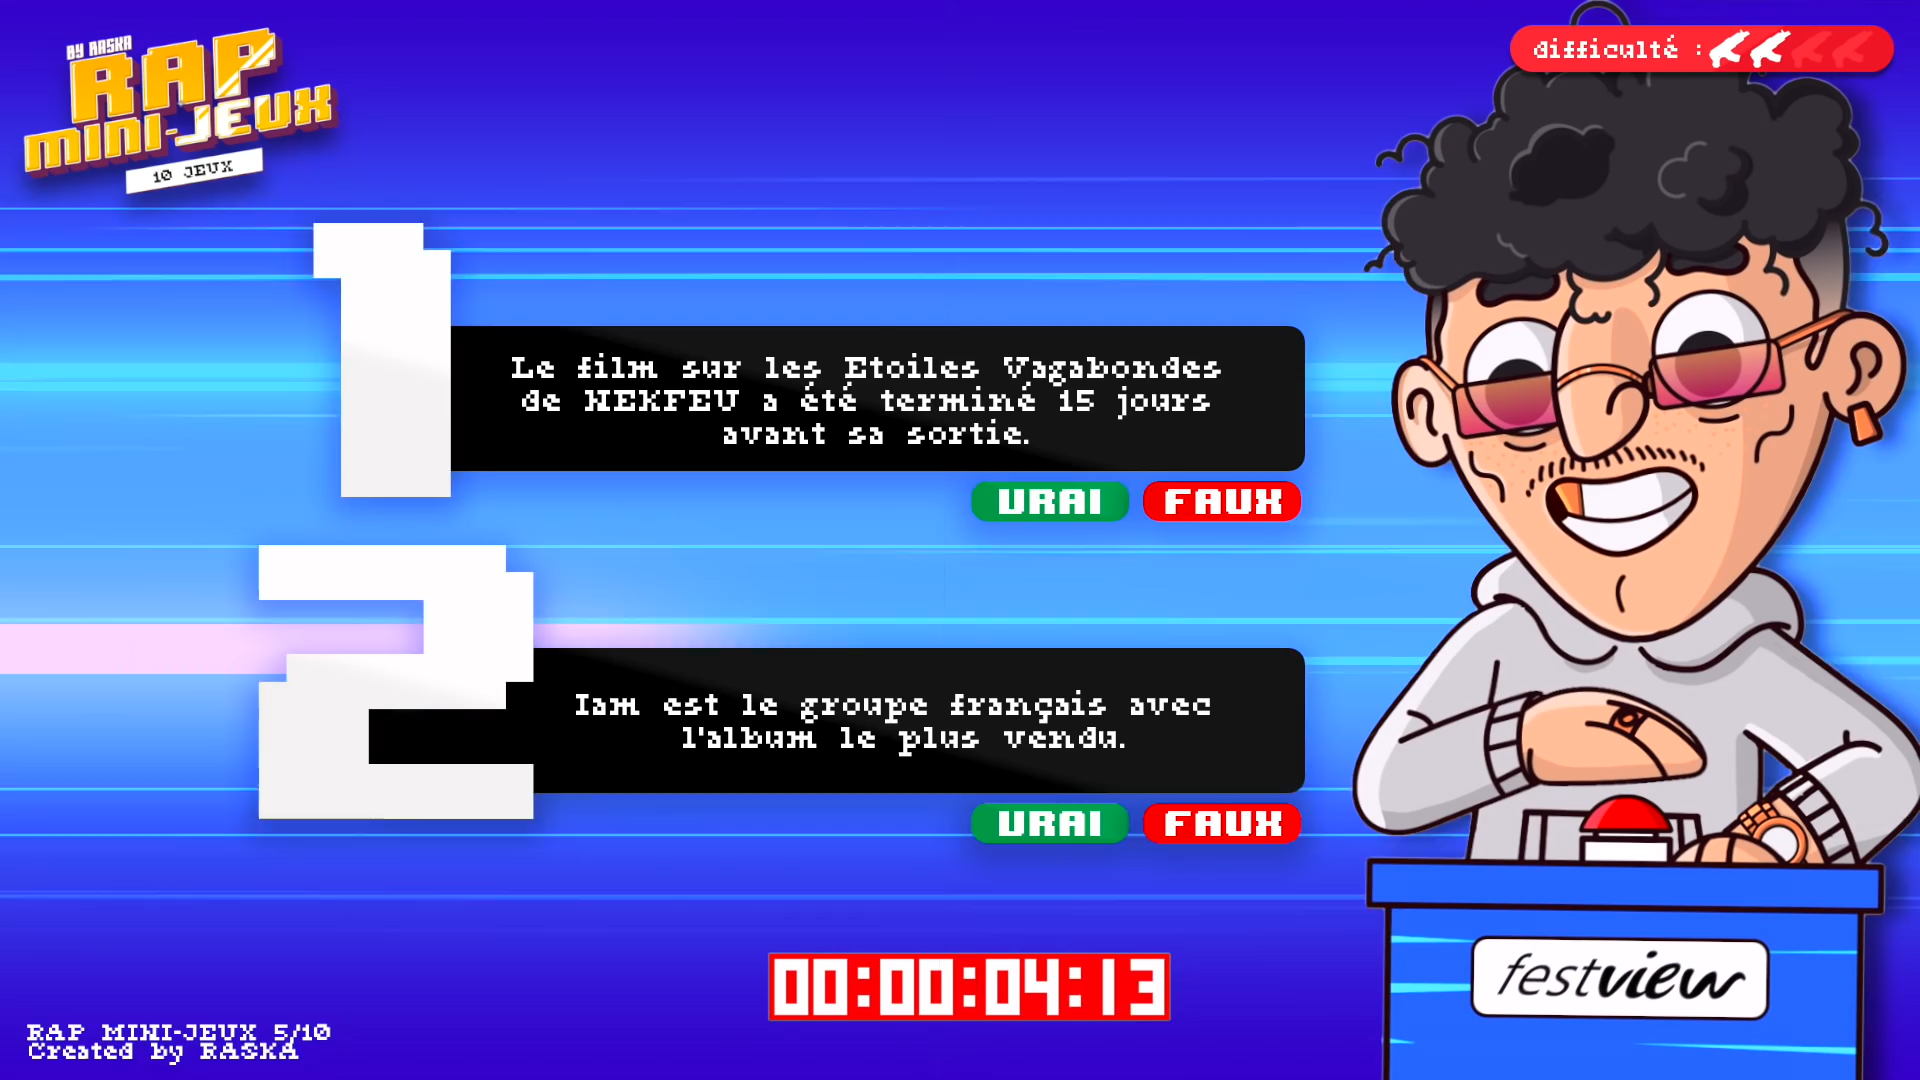 BY RASKA
RAP
MINI-JEUX
10 JEUX
difficulté :
1
Le film sur les Etoiles Vagabondes
de NEKFEU a été terminé 15 jours
avant sa sortie.
VRAI FAUX
2
Iam est le groupe français avec
l'album le plus vendu.
VRAI FAUX
00:00:04:13
festview
RAP MINI-JEUX 5/10
Created by RASKA